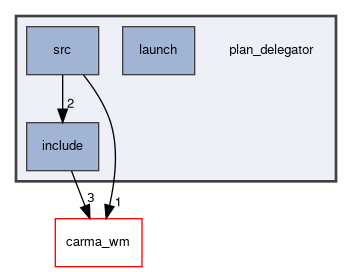 src
launch
plan_delegator
2
include
3
1
carma_wm